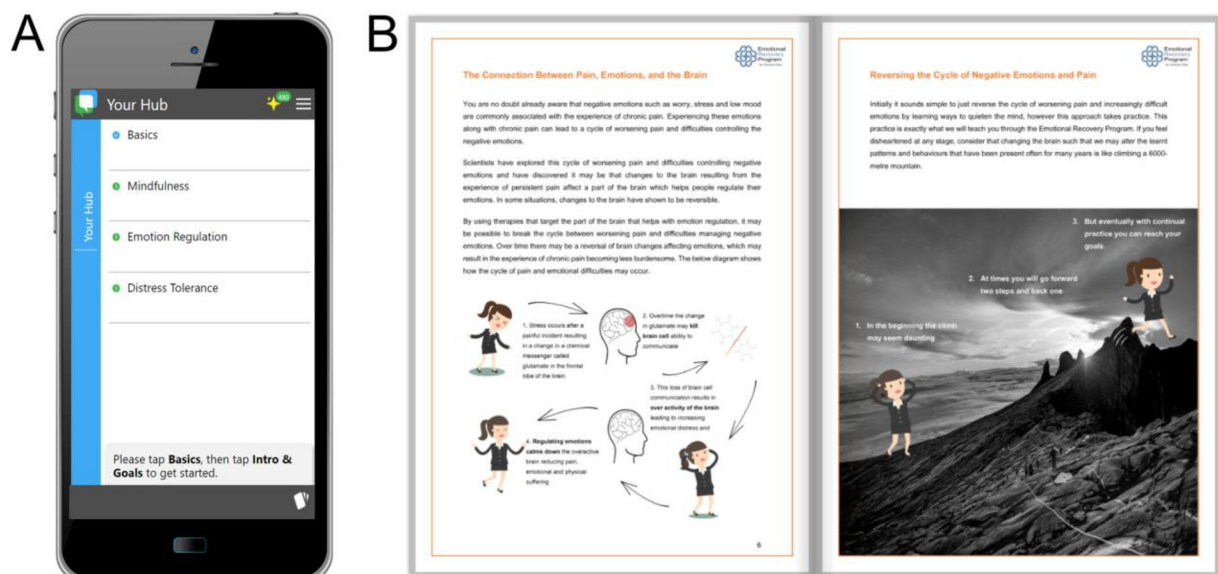 A
Your Hub
480
Basics
Mindfulness
Emotion Regulation
Distress Tolerance
Your Hub
Please tap Basics, then tap Intro &
Goals to get started.
B
Emotional
Recovery
Program
The Connection Between Pain, Emotions, and the Brain
You are no doubt already aware that negative emotions such as worry, stress and low mood
are commonly associated with the experience of chronic pain. Experiencing these emotions
along with chronic pain can lead to a cycle of worsening pain and difficulties controlling the
negative emotions.
Scientists have explored this cycle of worsening pain and difficulties controlling negative
emotions and have discovered it may be that changes to the brain resulting from the
experience of persistent pain affect a part of the brain which helps people regulate their
emotions. In some situations, changes to the brain have shown to be reversible.
By using therapies that target the part of the brain that helps with emotion regulation, it may
be possible to break the cycle between worsening pain and difficulties managing negative
emotions. Over time there may be a reversal of brain changes affecting emotions, which may
result in the experience of chronic pain becoming less burdensome. The below diagram shows
how the cycle of pain and emotional difficulties may occur.
1. Stress occurs after a
painful incident resulting
in a change in a chemical
messenger called
glutamate in the frontal
lobe of the brain
2. Overtime the change
in glutamate may kill
brain cell ability to
communicate
3. This loss of brain cell
communication results in
over activity of the brain
leading to increasing
emotional distress and
4. Regulating emotions
calms down the overactive
brain reducing pain,
emotional and physical
suffering
6
Emotional
Recovery
Program
Reversing the Cycle of Negative Emotions and Pain
Initially it sounds simple to just reverse the cycle of worsening pain and increasingly difficult
emotions by learning ways to quieten the mind, however this approach takes practice. This
practice is exactly what we will teach you through the Emotional Recovery Program. If you feel
disheartened at any stage, consider that changing the brain such that we may alter the learnt
patterns and behaviours that have been present often for many years is like climbing a 6000-
metre mountain.
3. But eventually with continual
practice you can reach your
goals
2. At times you will go forward
two steps and back one
1. In the beginning the climb
may seem daunting